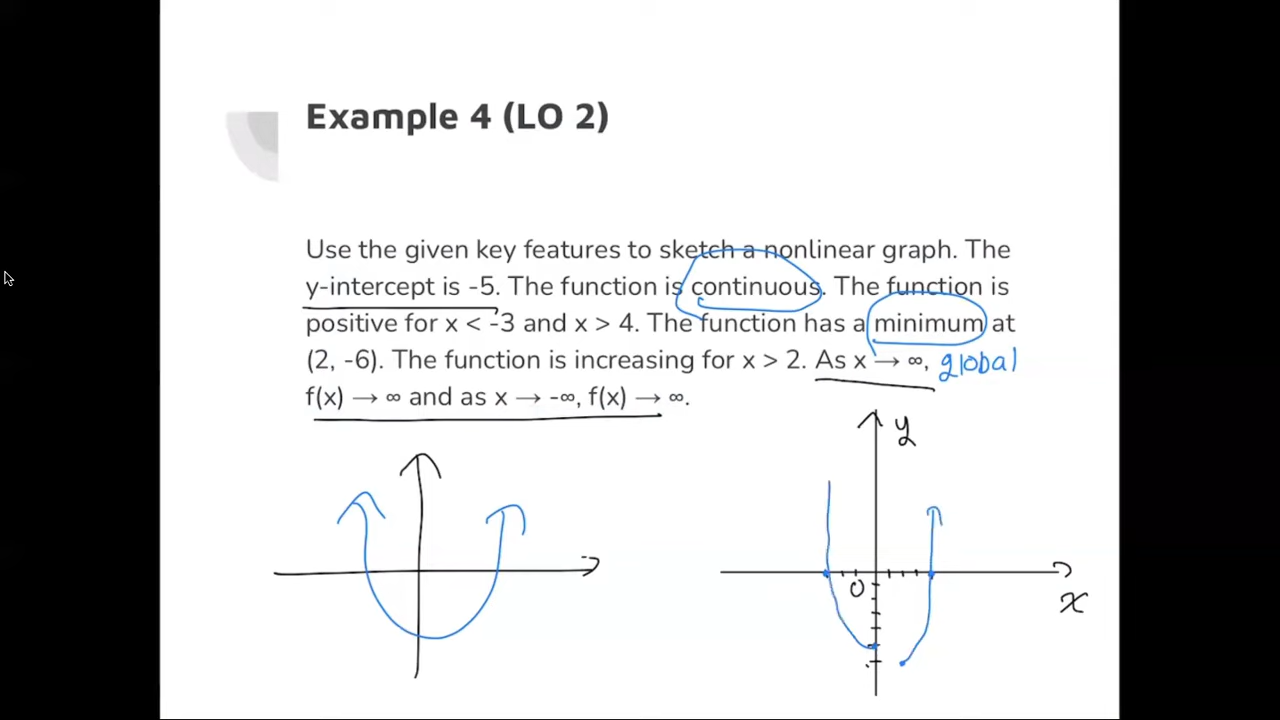 Example 4 (LO 2)
Use the given key features to sketch a nonlinear graph. The
y-intercept is -5. The function is continuous. The function is
positive for x < -3 and x > 4. The function has a minimum at
(2, -6). The function is increasing for x > 2. As x → ∞, global
f(x) → ∞ and as x → -∞, f(x) → ∞.
y
0
x